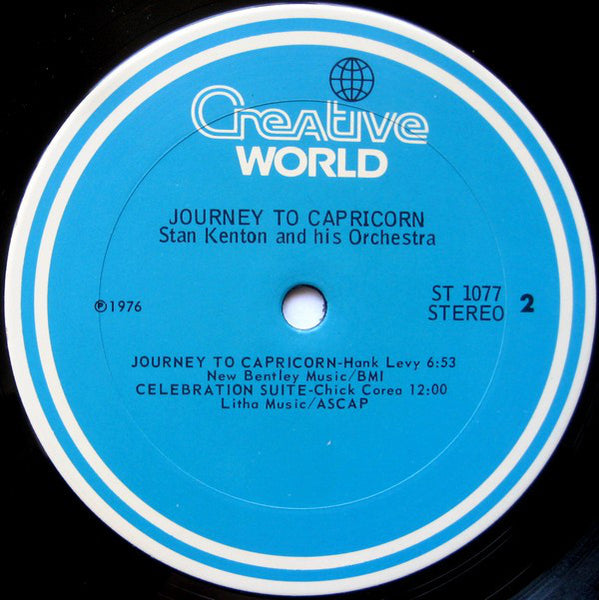 Creative
WORLD
JOURNEY TO CAPRICORN
Stan Kenton and his Orchestra
℗1976
ST 1077
STEREO 2
JOURNEY TO CAPRICORN-Hank Levy 6:53
New Bentley Music/BMI
CELEBRATION SUITE-Chick Corea 12:00
Litha Music/ASCAP